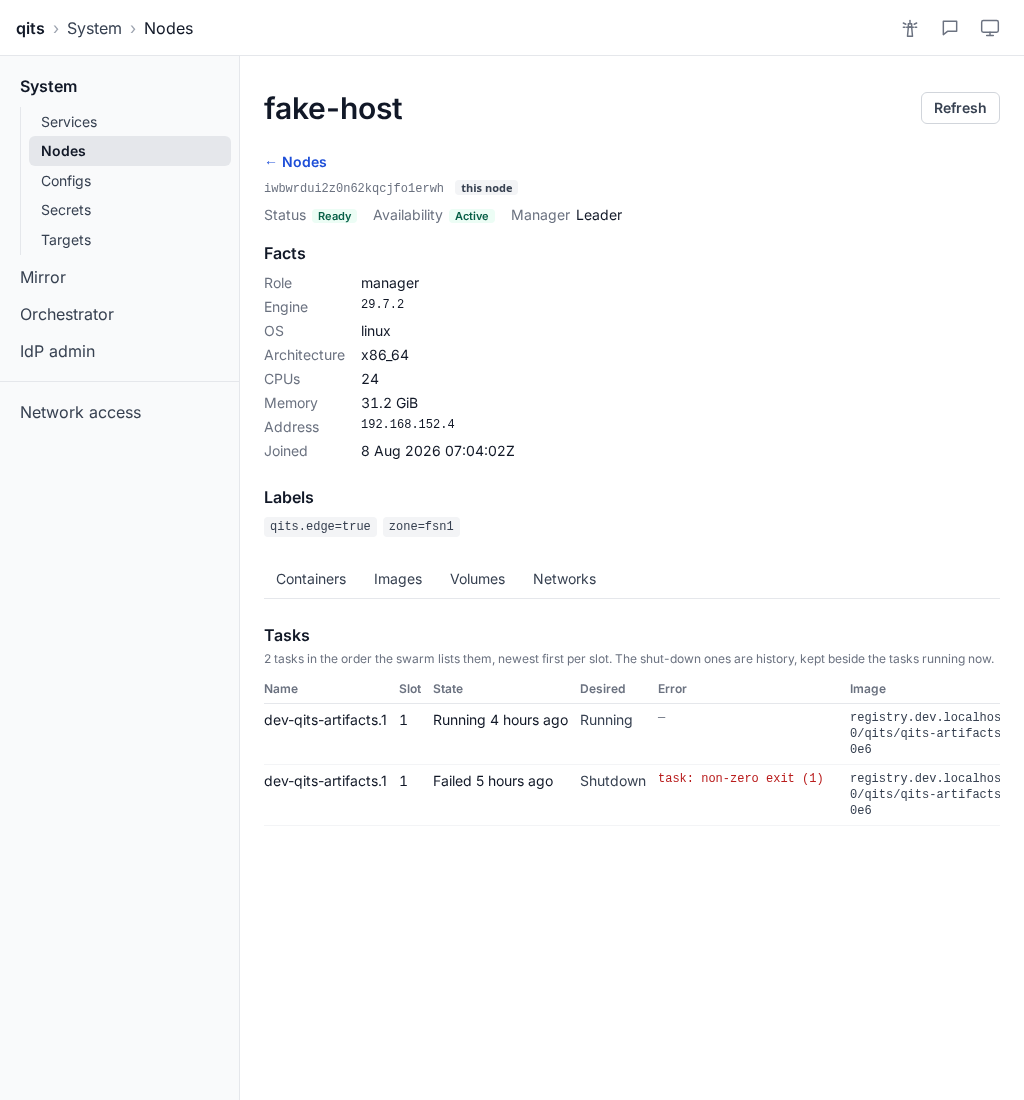 qits › System › Nodes
System
Services
Nodes
Configs
Secrets
Targets
Mirror
Orchestrator
IdP admin
Network access
fake-host
Refresh
← Nodes
iwbwrdui2z0n62kqcjfo1erwh this node
Status Ready Availability Active Manager Leader
Facts
Role manager
Engine 29.7.2
OS linux
Architecture x86_64
CPUs 24
Memory 31.2 GiB
Address 192.168.152.4
Joined 8 Aug 2026 07:04:02Z
Labels
qits.edge=true zone=fsn1
Containers Images Volumes Networks
Tasks
2 tasks in the order the swarm lists them, newest first per slot. The shut-down ones are history, kept beside the tasks running now.
Name Slot State Desired Error Image
dev-qits-artifacts.1 1 Running 4 hours ago Running — registry.dev.localhos
0/qits/qits-artifacts
0e6
dev-qits-artifacts.1 1 Failed 5 hours ago Shutdown task: non-zero exit (1) registry.dev.localhos
0/qits/qits-artifacts
0e6